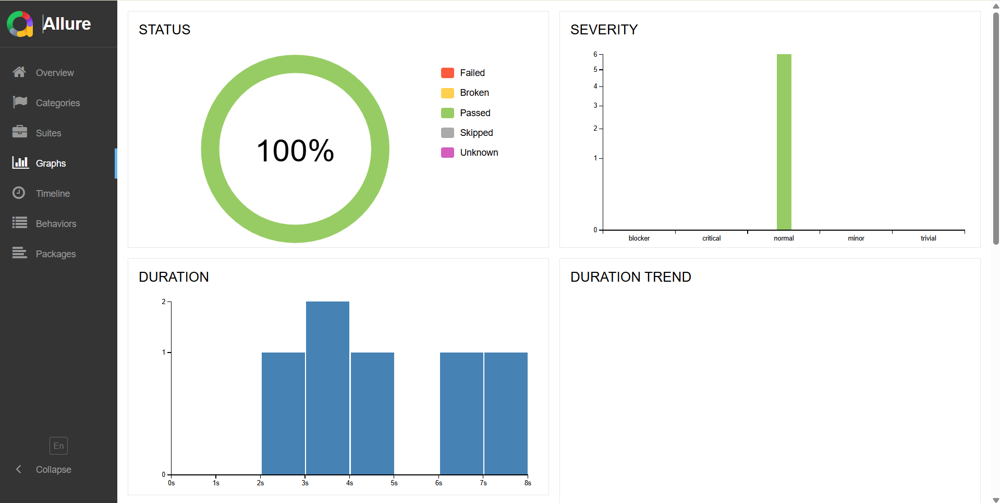 Allure
Overview
Categories
Suites
Graphs
Timeline
Behaviors
Packages
En
Collapse
STATUS
100%
Failed
Broken
Passed
Skipped
Unknown
SEVERITY
6
5
4
3
2
1
0
blocker critical normal minor trivial
DURATION
2
1
0
0s 1s 2s 3s 4s 5s 6s 7s 8s
DURATION TREND